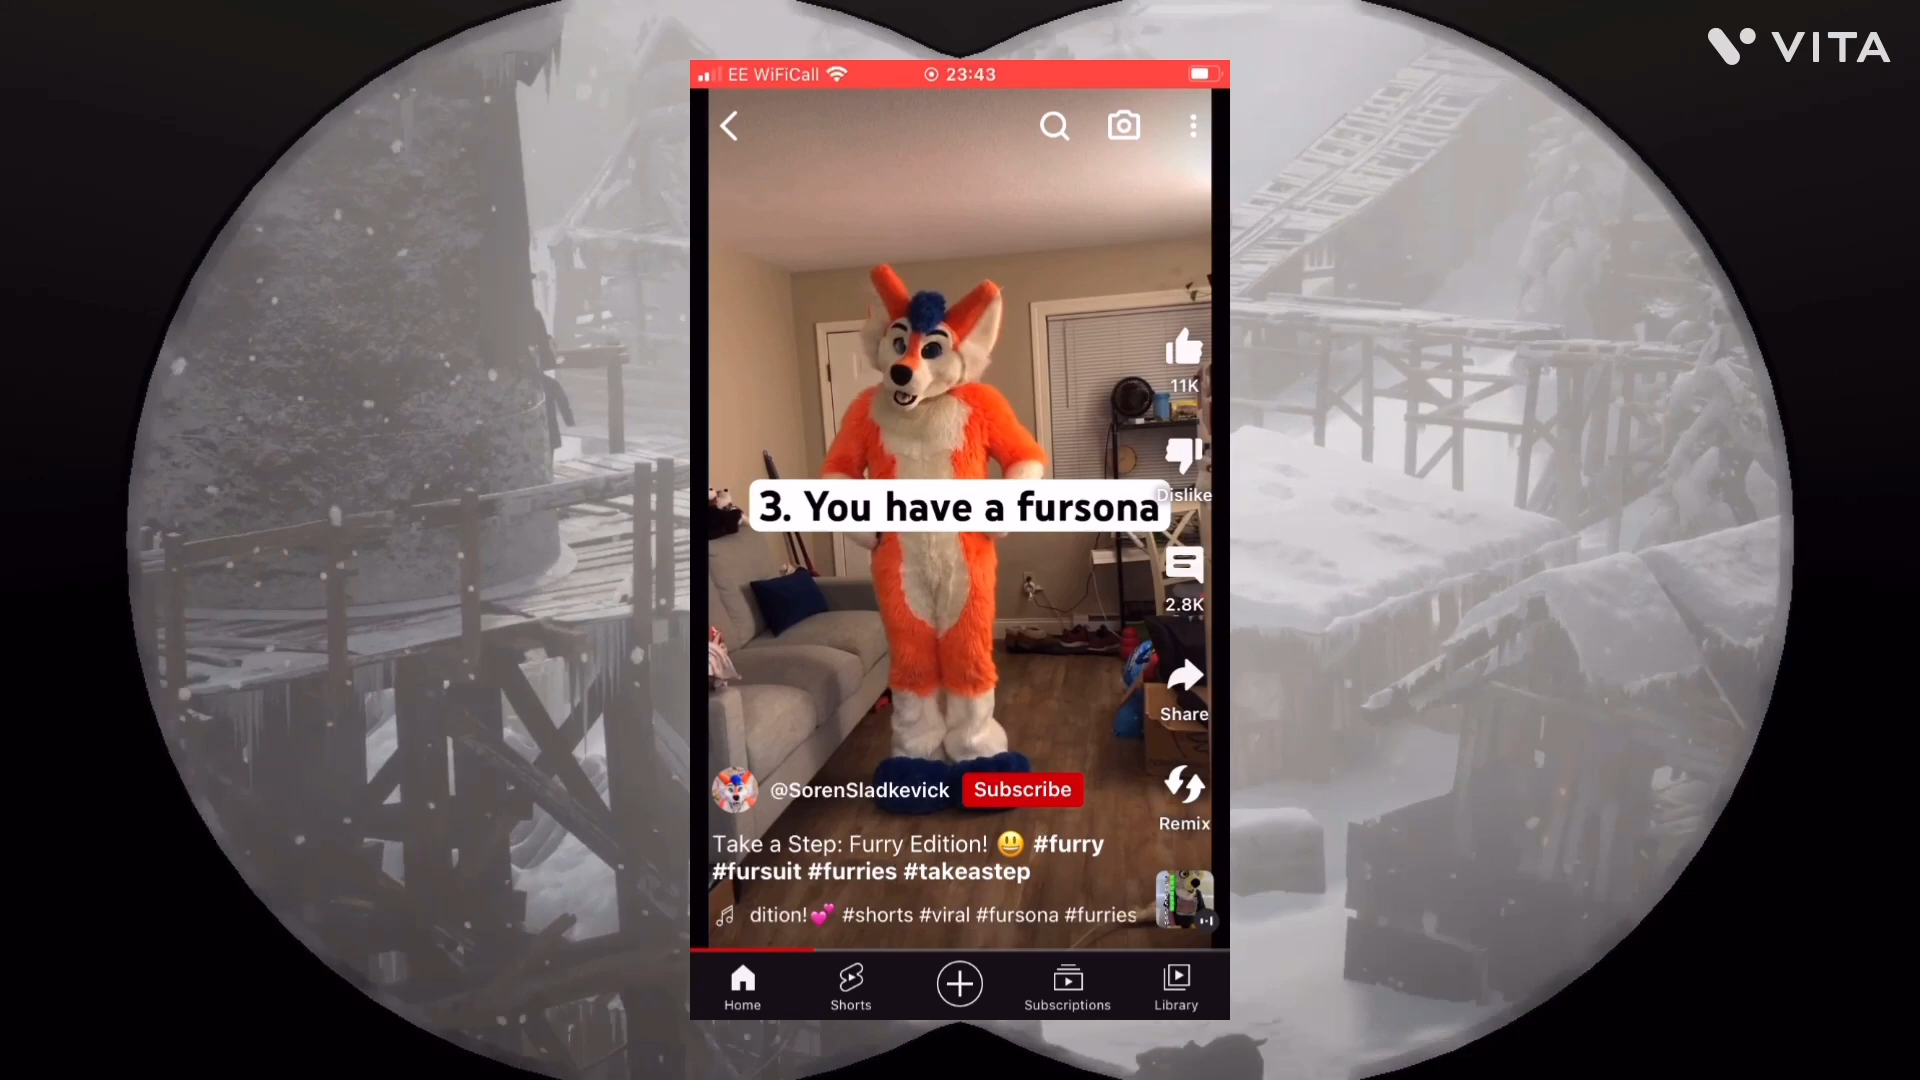 VITA
EE WiFiCall 23:43
11K
3. You have a fursona
Dislike
2.8K
Share
@SorenSladkevick Subscribe
Remix
Take a Step: Furry Edition! 😃 #furry
#fursuit #furries #takeastep
dition!💕 #shorts #viral #fursona #furries
Home Shorts Subscriptions Library